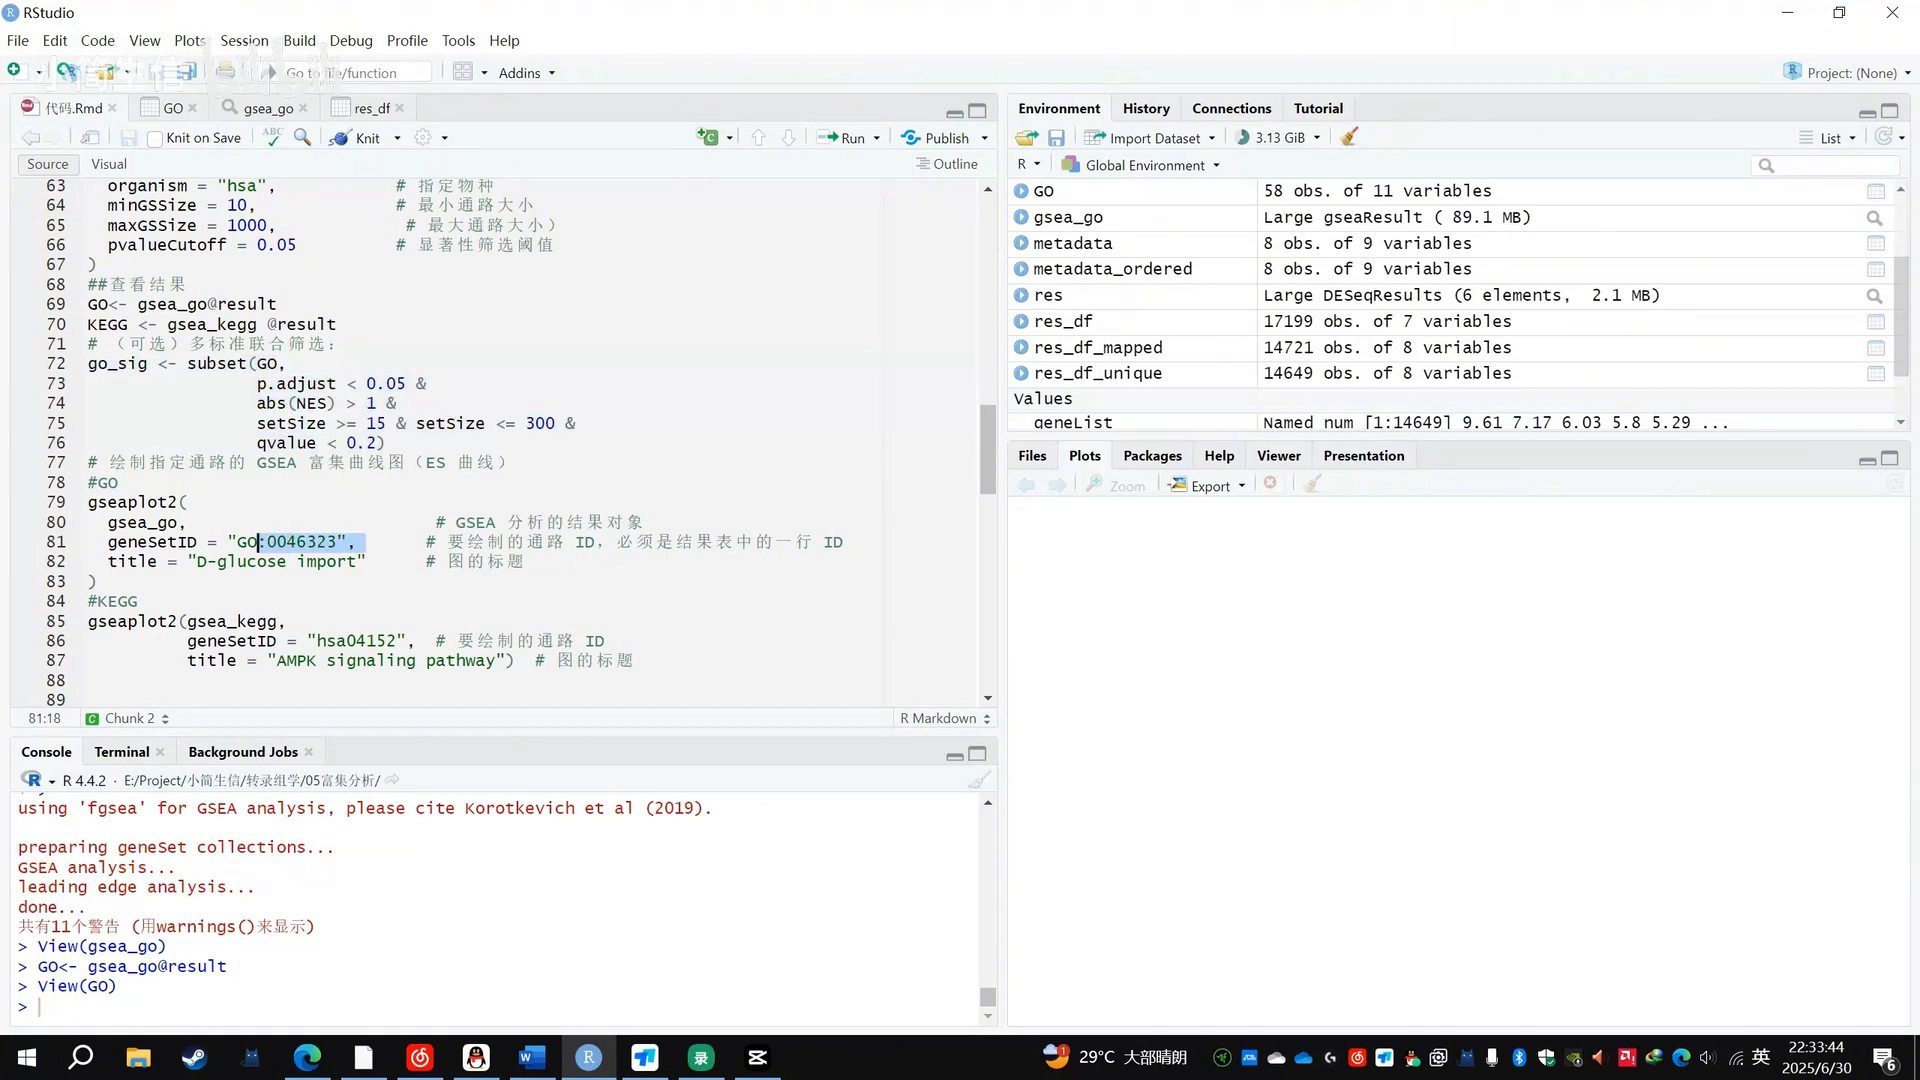 RStudio
File Edit Code View Plots Session Build Debug Profile Tools Help
Go to file/function
Addins
Project: (None)
代码.Rmd
GO
gsea_go
res_df
Knit on Save
ABC
Knit
Run
Publish
Source
Visual
Outline
63 organism = "hsa", # 指定物种
64 minGSSize = 10, # 最小通路大小
65 maxGSSize = 1000, # 最大通路大小）
66 pvalueCutoff = 0.05 # 显著性筛选阈值
67 )
68 ##查看结果
69 GO<- gsea_go@result
70 KEGG <- gsea_kegg @result
71 # （可选）多标准联合筛选：
72 go_sig <- subset(GO,
73 p.adjust < 0.05 &
74 abs(NES) > 1 &
75 setSize >= 15 & setSize <= 300 &
76 qvalue < 0.2)
77 # 绘制指定通路的 GSEA 富集曲线图（ES 曲线）
78 #GO
79 gseaplot2(
80 gsea_go, # GSEA 分析的结果对象
81 geneSetID = "GO:0046323", # 要绘制的通路 ID，必须是结果表中的一行 ID
82 title = "D-glucose import" # 图的标题
83 )
84 #KEGG
85 gseaplot2(gsea_kegg,
86 geneSetID = "hsa04152", # 要绘制的通路 ID
87 title = "AMPK signaling pathway") # 图的标题
88
89
81:18
Chunk 2
R Markdown
Console Terminal Background Jobs
R 4.4.2 · E:/Project/小简生信/转录组学/05富集分析/
using 'fgsea' for GSEA analysis, please cite Korotkevich et al (2019).
preparing geneSet collections...
GSEA analysis...
leading edge analysis...
done...
共有11个警告 (用warnings()来显示)
> View(gsea_go)
> GO<- gsea_go@result
> View(GO)
>
Environment History Connections Tutorial
Import Dataset
3.13 GiB
List
R
Global Environment
GO 58 obs. of 11 variables
gsea_go Large gseaResult ( 89.1 MB)
metadata 8 obs. of 9 variables
metadata_ordered 8 obs. of 9 variables
res Large DESeqResults (6 elements, 2.1 MB)
res_df 17199 obs. of 7 variables
res_df_mapped 14721 obs. of 8 variables
res_df_unique 14649 obs. of 8 variables
Values
geneList Named num [1:14649] 9.61 7.17 6.03 5.8 5.29 ...
Files Plots Packages Help Viewer Presentation
Zoom
Export
29°C 大部晴朗
英
22:33:44
2025/6/30
6